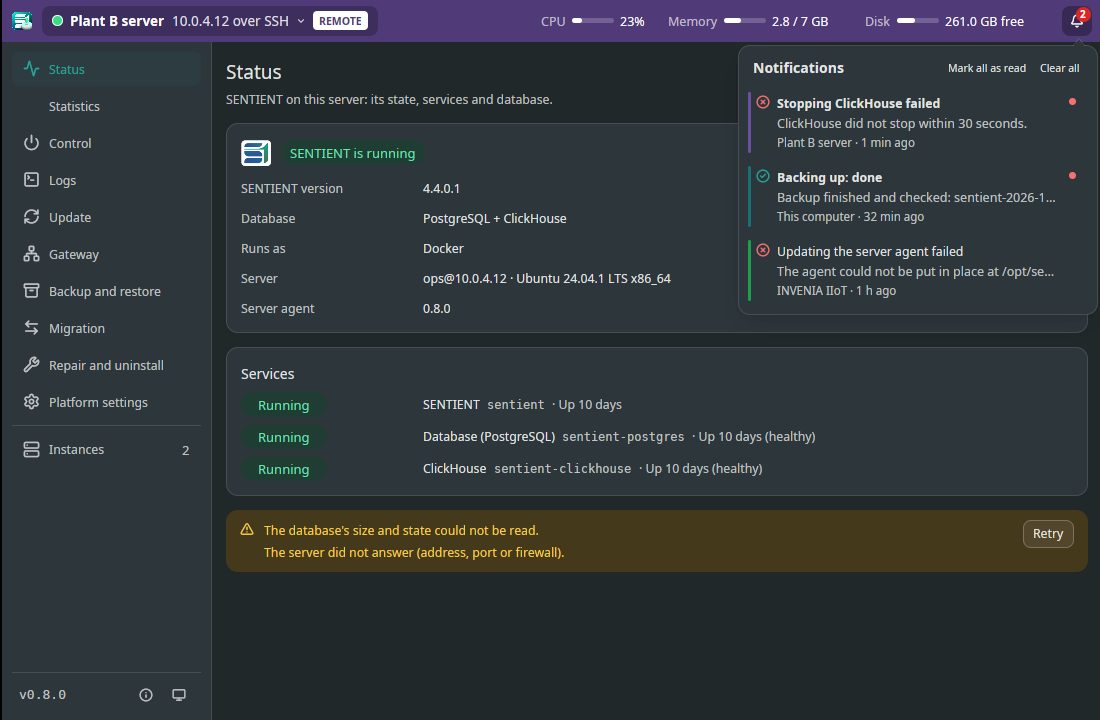 Plant B server 10.0.4.12 over SSH REMOTE CPU 23% Memory 2.8 / 7 GB Disk 261.0 GB free 2
Status
Statistics
Control
Logs
Update
Gateway
Backup and restore
Migration
Repair and uninstall
Platform settings
Instances 2
v0.8.0
Status
SENTIENT on this server: its state, services and database.
SENTIENT is running
SENTIENT version 4.4.0.1
Database PostgreSQL + ClickHouse
Runs as Docker
Server ops@10.0.4.12 · Ubuntu 24.04.1 LTS x86_64
Server agent 0.8.0
Services
Running SENTIENT sentient · Up 10 days
Running Database (PostgreSQL) sentient-postgres · Up 10 days (healthy)
Running ClickHouse sentient-clickhouse · Up 10 days (healthy)
The database's size and state could not be read.
The server did not answer (address, port or firewall).
Retry
Notifications Mark all as read Clear all
Stopping ClickHouse failed
ClickHouse did not stop within 30 seconds.
Plant B server · 1 min ago
Backing up: done
Backup finished and checked: sentient-2026-1...
This computer · 32 min ago
Updating the server agent failed
The agent could not be put in place at /opt/se...
INVENIA IIoT · 1 h ago